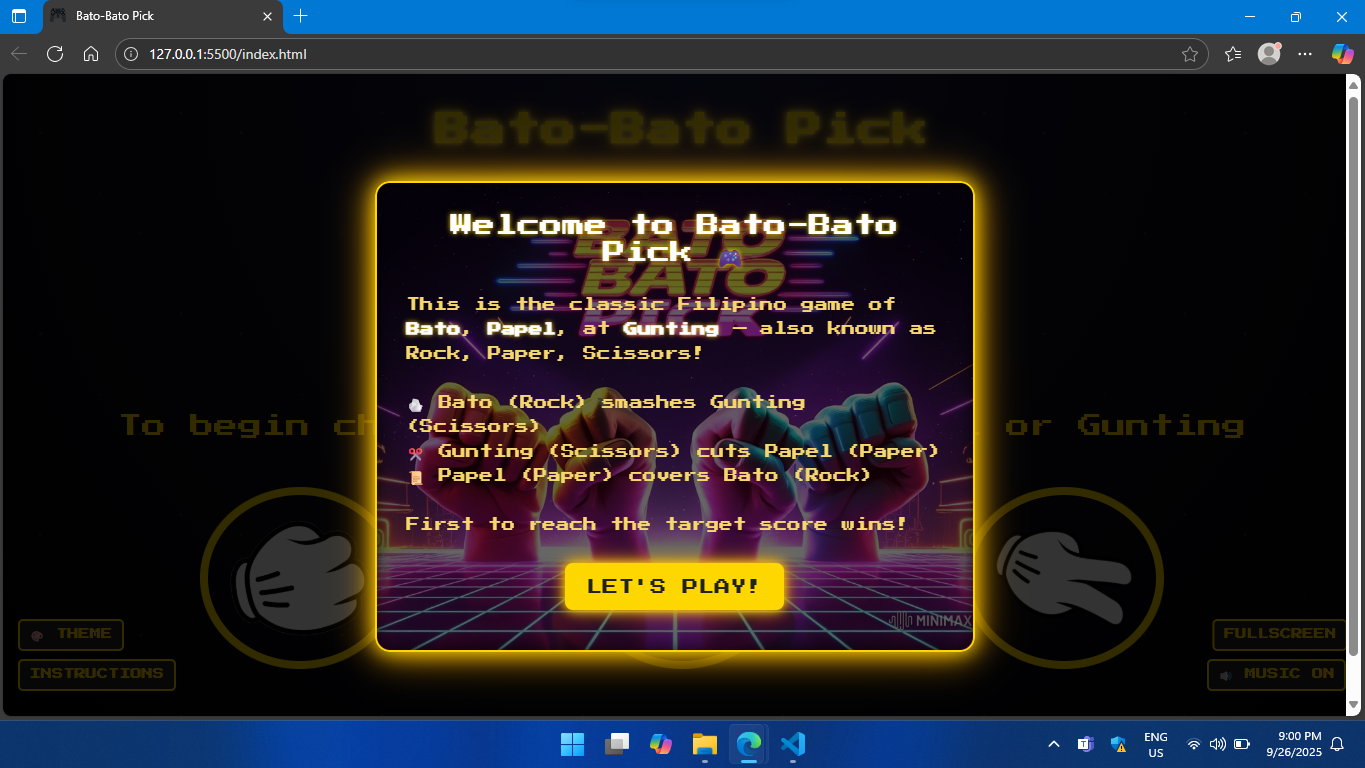 Bato-Bato Pick
127.0.0.1:5500/index.html
Bato-Bato Pick
Welcome to Bato-Bato
Pick
BATO
BATO
PICK
This is the classic Filipino game of
Bato, Papel, at Gunting — also known as
Rock, Paper, Scissors!
Bato (Rock) smashes Gunting
(Scissors)
Gunting (Scissors) cuts Papel (Paper)
Papel (Paper) covers Bato (Rock)
First to reach the target score wins!
To begin ch
or Gunting
LET'S PLAY!
MINIMAX
THEME
INSTRUCTIONS
FULLSCREEN
MUSIC ON
ENG
US
9:00 PM
9/26/2025